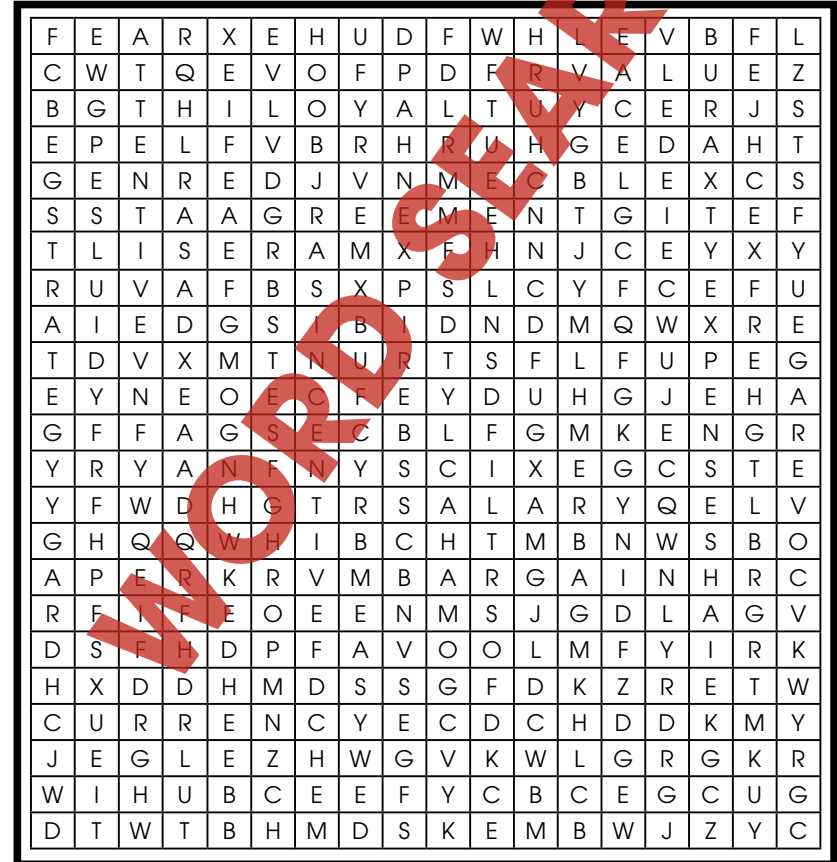 F E A R X E H U D F W H L E V B F L
C W T Q E V O F P D F R V A L U E Z
B G T H I L O Y A L T U Y C E R J S
E P E L F V B R H R U H G E D A H T
G E N R E D J V N M E C B L E X C S
S S T A A G R E E M E N T G I T E F
T L I S E R A M X F H N J C E Y X Y
R U V A F B S X P S L C Y F C E F U
A I E D G S I B I D N D M Q W X R E
T D V X M T N U R T S F L F U P E G
E Y N E O E C F E Y D U H G J E H A
G F F A G S E C B L F G M K E N G R
Y R Y A N F N Y S C I X E G C S T E
Y F W D H G T R S A L A R Y Q E L V
G H Q Q W H I B C H T M B N W S B O
A P E R K R V M B A R G A I N H R C
R F I F E O E E N M S J G D L A G V
D S F H D P F A V O O L M F Y I R K
H X D D H M D S S G F D K Z R E T W
C U R R E N C Y E C D C H D D K M Y
J E G L E Z H W G V K W L G R G K R
W I H U B C E E F Y C B C E G C U G
D T W T B H M D S K E M B W J Z Y C
WORD SEAR